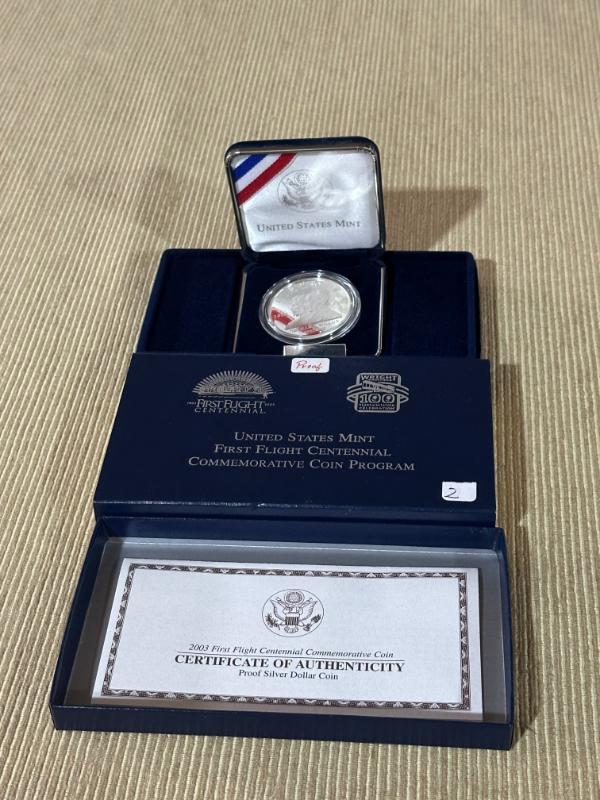 UNITED STATES MINT
Proof
FIRST FLIGHT
CENTENNIAL
WRIGHT
100
CELEBRATION
UNITED STATES MINT
FIRST FLIGHT CENTENNIAL
COMMEMORATIVE COIN PROGRAM
2
2003 First Flight Centennial Commemorative Coin
CERTIFICATE OF AUTHENTICITY
Proof Silver Dollar Coin